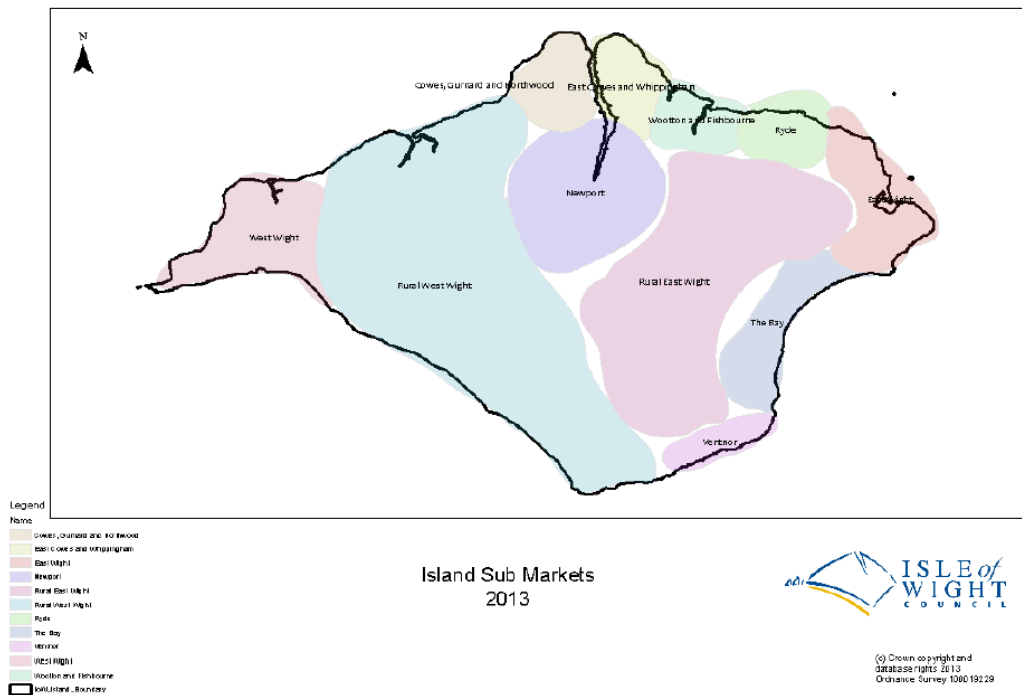 N
Cowes, Gurnard and Northwood
East Cowes and Whippingham
Wootton and Fishbourne
Ryde
Newport
East Wight
West Wight
Rural West Wight
Rural East Wight
The Bay
Ventnor
Legend
Name
Cowes, Gurnard and Northwood
East Cowes and Whippingham
East Wight
Newport
Rural East Wight
Rural West Wight
Ryde
The Bay
Ventnor
West Wight
Wootton and Fishbourne
Island Sub Markets
2013
ISLE of
WIGHT
COUNCIL
(c) Crown copyright and
database rights 2013
Ordnance Survey 100019229